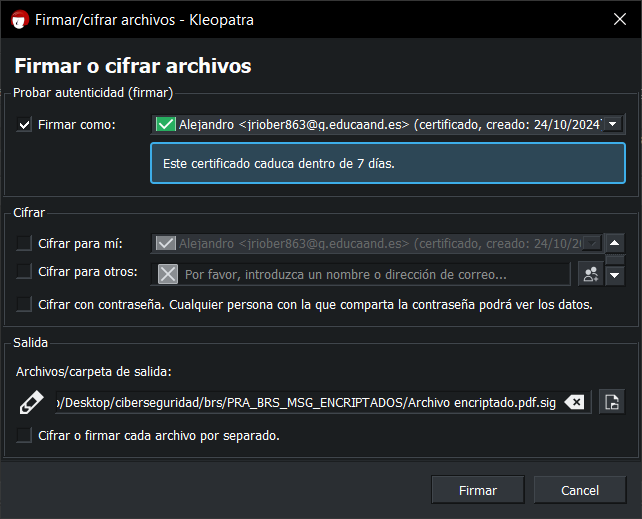 Firmar/cifrar archivos - Kleopatra
Firmar o cifrar archivos
Probar autenticidad (firmar)
Firmar como:
Alejandro <jriober863@g.educaand.es> (certificado, creado: 24/10/2024)
Este certificado caduca dentro de 7 días.
Cifrar
Cifrar para mí:
Alejandro <jriober863@g.educaand.es> (certificado, creado: 24/10/20
Cifrar para otros:
Por favor, introduzca un nombre o dirección de correo...
Cifrar con contraseña. Cualquier persona con la que comparta la contraseña podrá ver los datos.
Salida
Archivos/carpeta de salida:
o/Desktop/ciberseguridad/brs/PRA_BRS_MSG_ENCRIPTADOS/Archivo encriptado.pdf.sig
Cifrar o firmar cada archivo por separado.
Firmar
Cancel